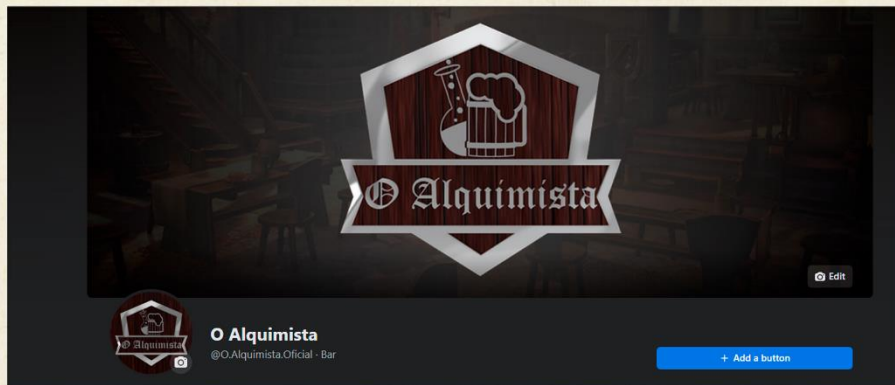 O Alquimista
Edit
O Alquimista
O Alquimista
@O.Alquimista.Oficial - Bar
+ Add a button